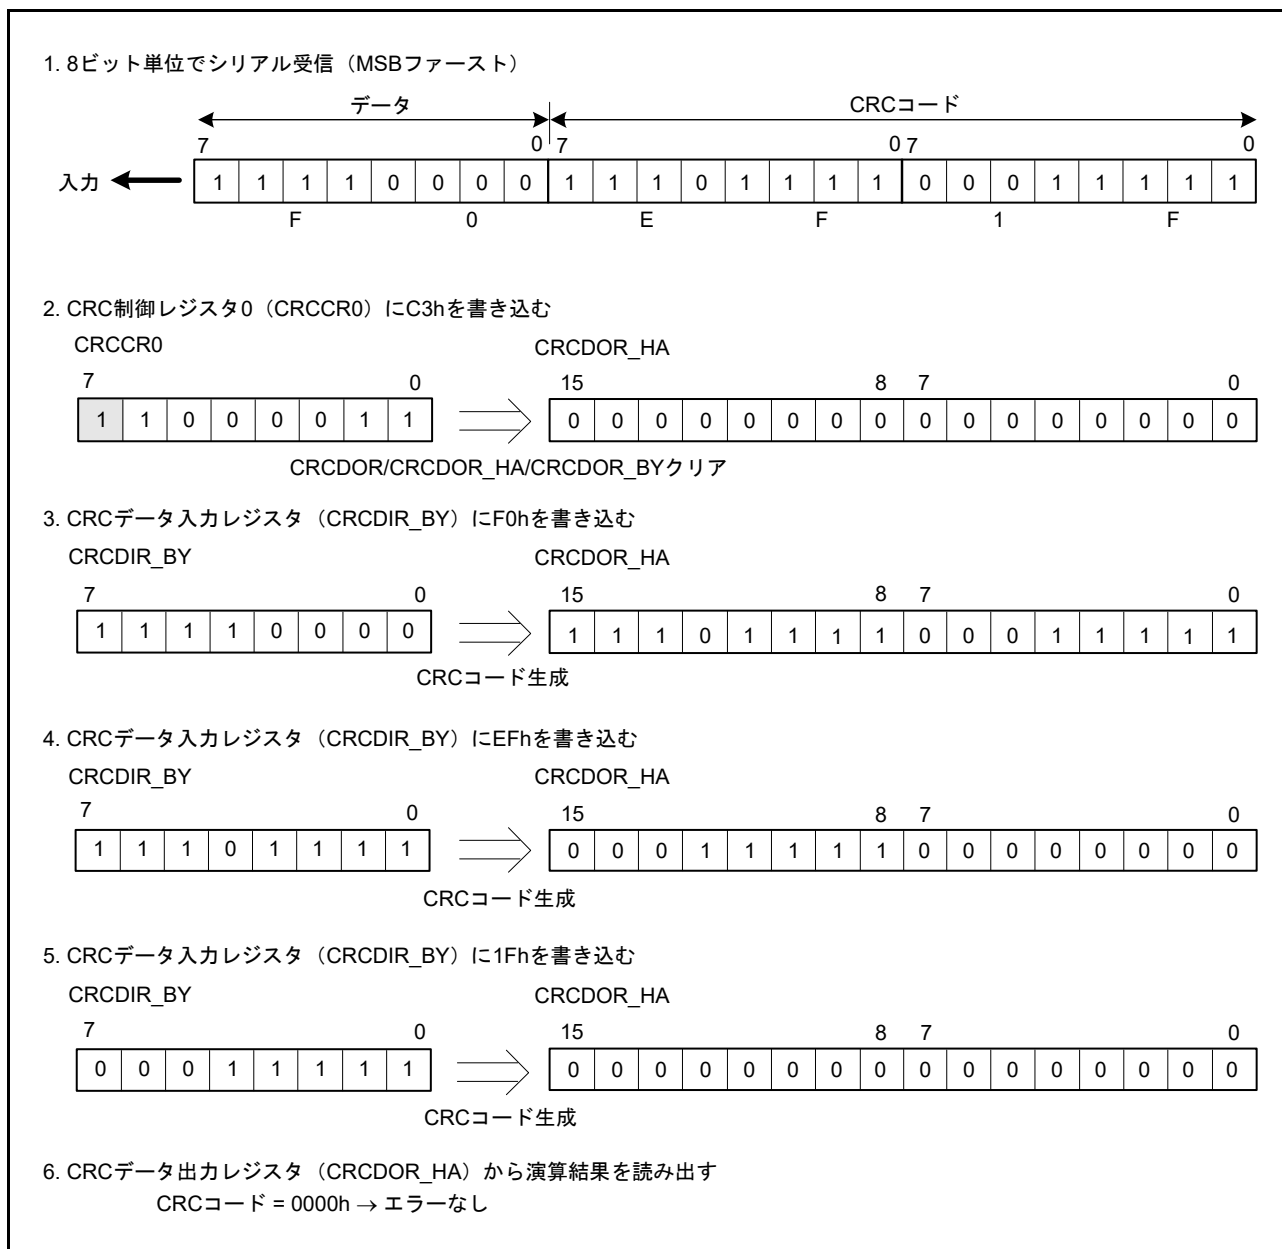 1. 8ビット単位でシリアル受信（MSBファースト）
データ CRCコード
7 0 7 0 7 0
入力 1 1 1 1 0 0 0 0 1 1 1 0 1 1 1 1 0 0 0 1 1 1 1 1
F 0 E F 1 F
2. CRC制御レジスタ0（CRCCR0）にC3hを書き込む
CRCCR0 CRCDOR_HA
7 0 15 8 7 0
1 1 0 0 0 0 1 1 0 0 0 0 0 0 0 0 0 0 0 0 0 0 0 0
CRCDOR/CRCDOR_HA/CRCDOR_BYクリア
3. CRCデータ入力レジスタ（CRCDIR_BY）にF0hを書き込む
CRCDIR_BY CRCDOR_HA
7 0 15 8 7 0
1 1 1 1 0 0 0 0 1 1 1 0 1 1 1 1 0 0 0 1 1 1 1 1
CRCコード生成
4. CRCデータ入力レジスタ（CRCDIR_BY）にEFhを書き込む
CRCDIR_BY CRCDOR_HA
7 0 15 8 7 0
1 1 1 0 1 1 1 1 0 0 0 1 1 1 1 1 0 0 0 0 0 0 0 0
CRCコード生成
5. CRCデータ入力レジスタ（CRCDIR_BY）に1Fhを書き込む
CRCDIR_BY CRCDOR_HA
7 0 15 8 7 0
0 0 0 1 1 1 1 1 0 0 0 0 0 0 0 0 0 0 0 0 0 0 0 0
CRCコード生成
6. CRCデータ出力レジスタ（CRCDOR_HA）から演算結果を読み出す
CRCコード = 0000h → エラーなし